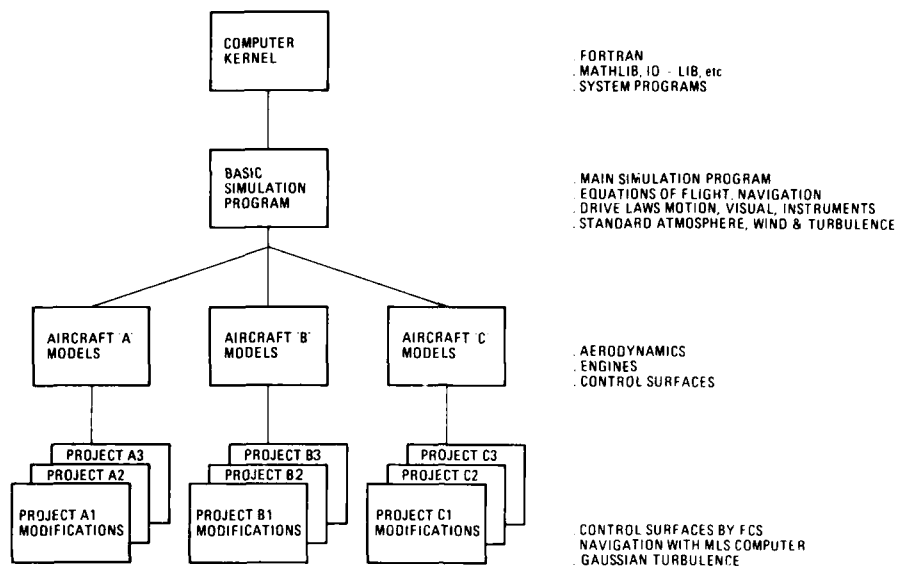 COMPUTER
KERNEL
. FORTRAN
. MATHLIB, IO - LIB, etc
. SYSTEM PROGRAMS
BASIC
SIMULATION
PROGRAM
. MAIN SIMULATION PROGRAM
. EQUATIONS OF FLIGHT, NAVIGATION
. DRIVE LAWS MOTION, VISUAL, INSTRUMENTS
. STANDARD ATMOSPHERE, WIND & TURBULENCE
AIRCRAFT 'A'
MODELS
AIRCRAFT 'B'
MODELS
AIRCRAFT 'C'
MODELS
. AERODYNAMICS
. ENGINES
. CONTROL SURFACES
PROJECT A3
PROJECT A2
PROJECT A1
MODIFICATIONS
PROJECT B3
PROJECT B2
PROJECT B1
MODIFICATIONS
PROJECT C3
PROJECT C2
PROJECT C1
MODIFICATIONS
. CONTROL SURFACES BY FCS
NAVIGATION WITH MLS COMPUTER
. GAUSSIAN TURBULENCE